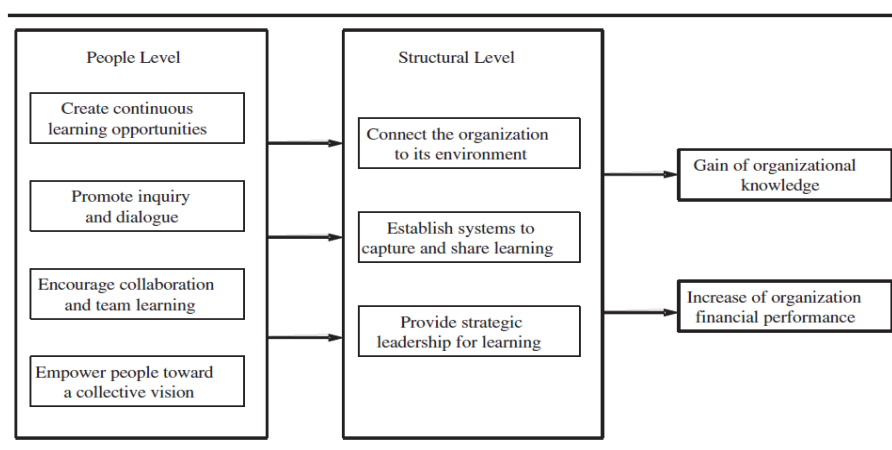 People Level
Create continuous
learning opportunities
Promote inquiry
and dialogue
Encourage collaboration
and team learning
Empower people toward
a collective vision
Structural Level
Connect the organization
to its environment
Establish systems to
capture and share learning
Provide strategic
leadership for learning
Gain of organizational
knowledge
Increase of organization
financial performance